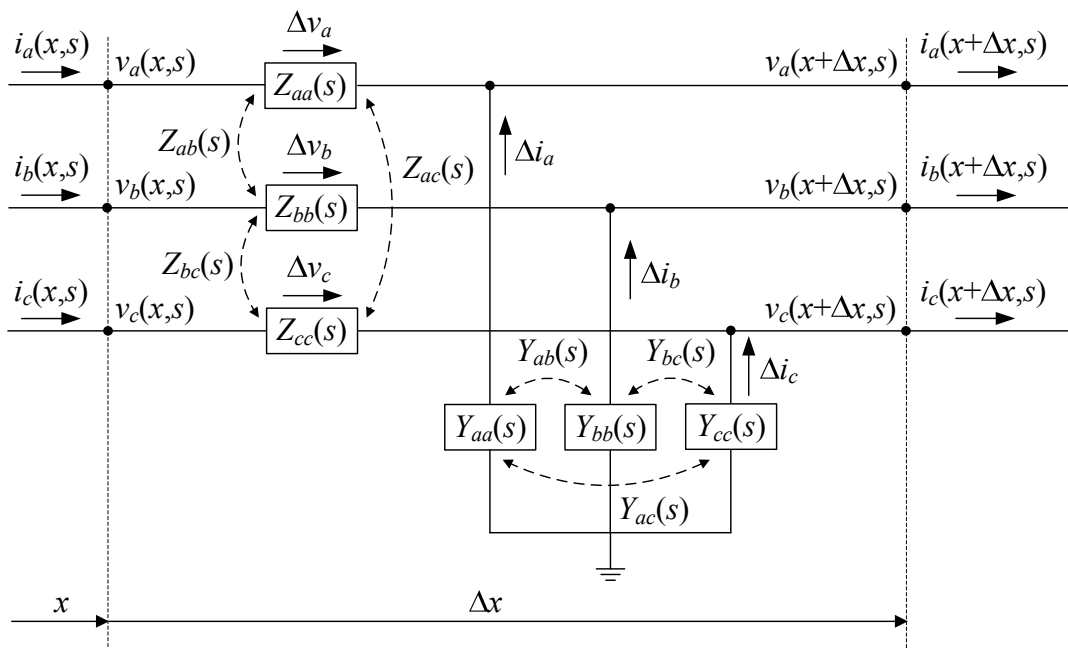 Δv_a
i_a(x,s)
v_a(x,s)
Z_aa(s)
v_a(x+Δx,s)
i_a(x+Δx,s)
Z_ab(s)
Δv_b
Z_ac(s)
Δi_a
i_b(x,s)
v_b(x,s)
Z_bb(s)
v_b(x+Δx,s)
i_b(x+Δx,s)
Z_bc(s)
Δv_c
Δi_b
i_c(x,s)
v_c(x,s)
Z_cc(s)
v_c(x+Δx,s)
i_c(x+Δx,s)
Y_ab(s)
Y_bc(s)
Δi_c
Y_aa(s)
Y_bb(s)
Y_cc(s)
Y_ac(s)
x
Δx